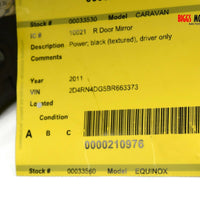 BIGGS
Stock # 00033530 Model CARAVAN
IC # 10021 R Door Mirror
Description Power; black (textured), driver only
Year 2011
VIN 2D4RN4DG5BR663373
Located
Condition
A B C
0000210976
Stock # 00033560 Model EQUINOX